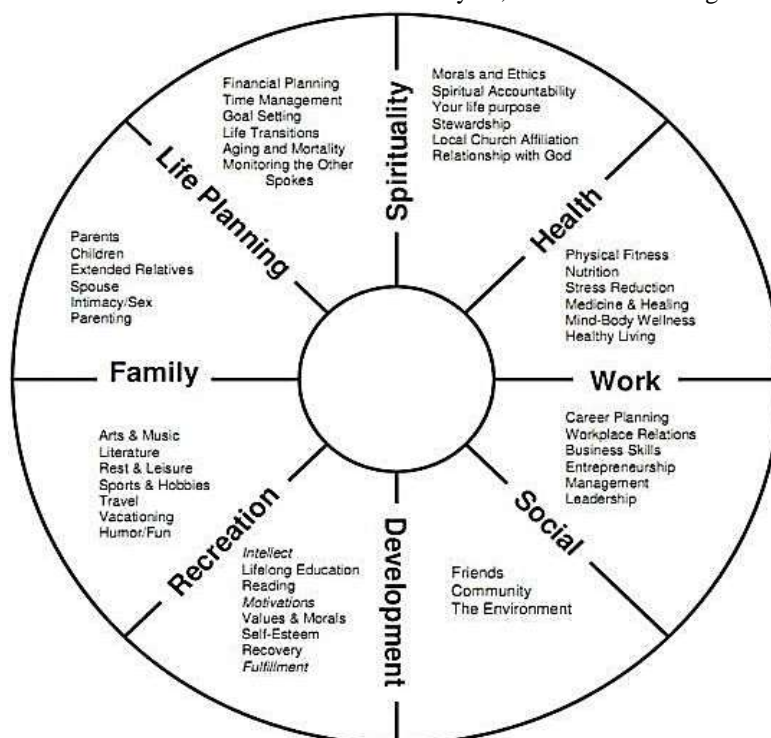 Spirituality
Morals and Ethics
Spiritual Accountability
Your life purpose
Stewardship
Local Church Affiliation
Relationship with God
Health
Physical Fitness
Nutrition
Stress Reduction
Medicine & Healing
Mind-Body Wellness
Healthy Living
Work
Career Planning
Workplace Relations
Business Skills
Entrepreneurship
Management
Leadership
Social
Friends
Community
The Environment
Development
Intellect
Lifelong Education
Reading
Motivations
Values & Morals
Self-Esteem
Recovery
Fulfillment
Recreation
Arts & Music
Literature
Rest & Leisure
Sports & Hobbies
Travel
Vacationing
Humor/Fun
Family
Parents
Children
Extended Relatives
Spouse
Intimacy/Sex
Parenting
Life Planning
Financial Planning
Time Management
Goal Setting
Life Transitions
Aging and Mortality
Monitoring the Other
Spokes